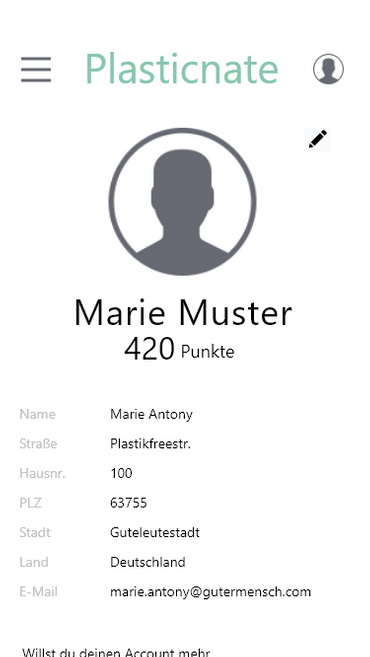 Plasticnate
Marie Muster
420 Punkte
Name Marie Antony
Straße Plastikfreestr.
Hausnr. 100
PLZ 63755
Stadt Guteleutestadt
Land Deutschland
E-Mail marie.antony@gutermensch.com
Willst du deinen Account mehr